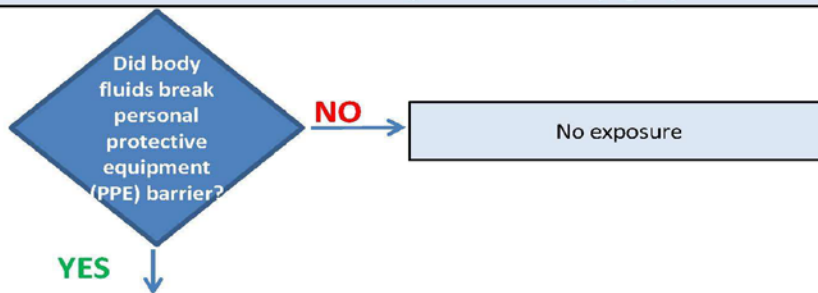 Did body
fluids break
personal
protective
equipment
(PPE) barrier?
NO
No exposure
YES